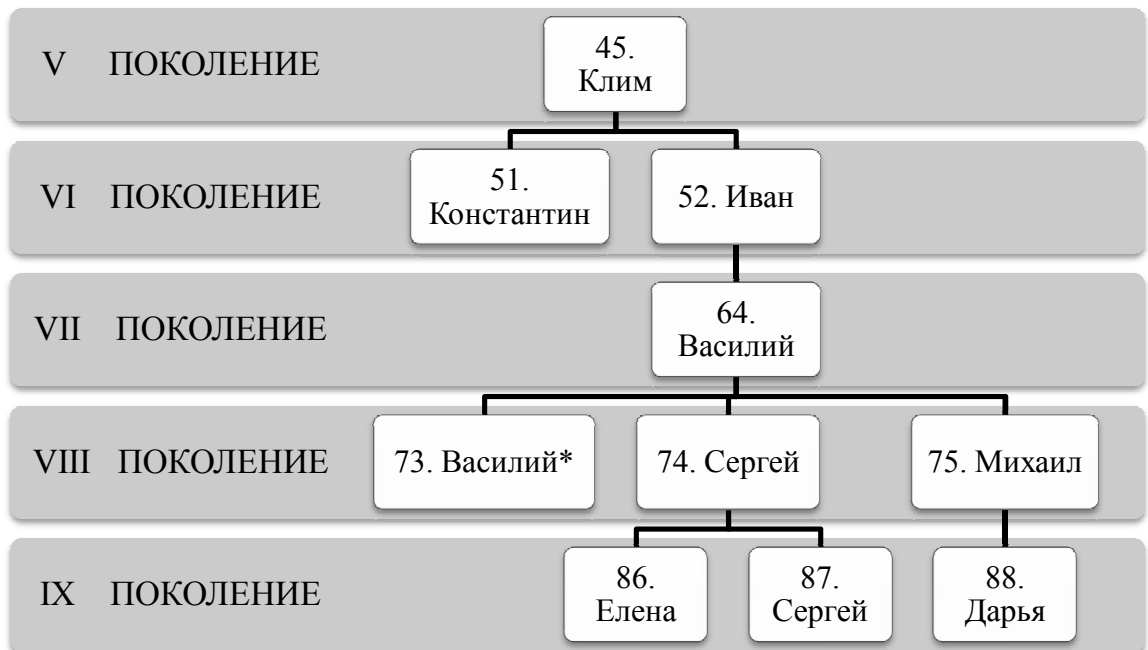 V ПОКОЛЕНИЕ
45.
Клим
VI ПОКОЛЕНИЕ
51.
Константин
52. Иван
VII ПОКОЛЕНИЕ
64.
Василий
VIII ПОКОЛЕНИЕ
73. Василий*
74. Сергей
75. Михаил
IX ПОКОЛЕНИЕ
86.
Елена
87.
Сергей
88.
Дарья